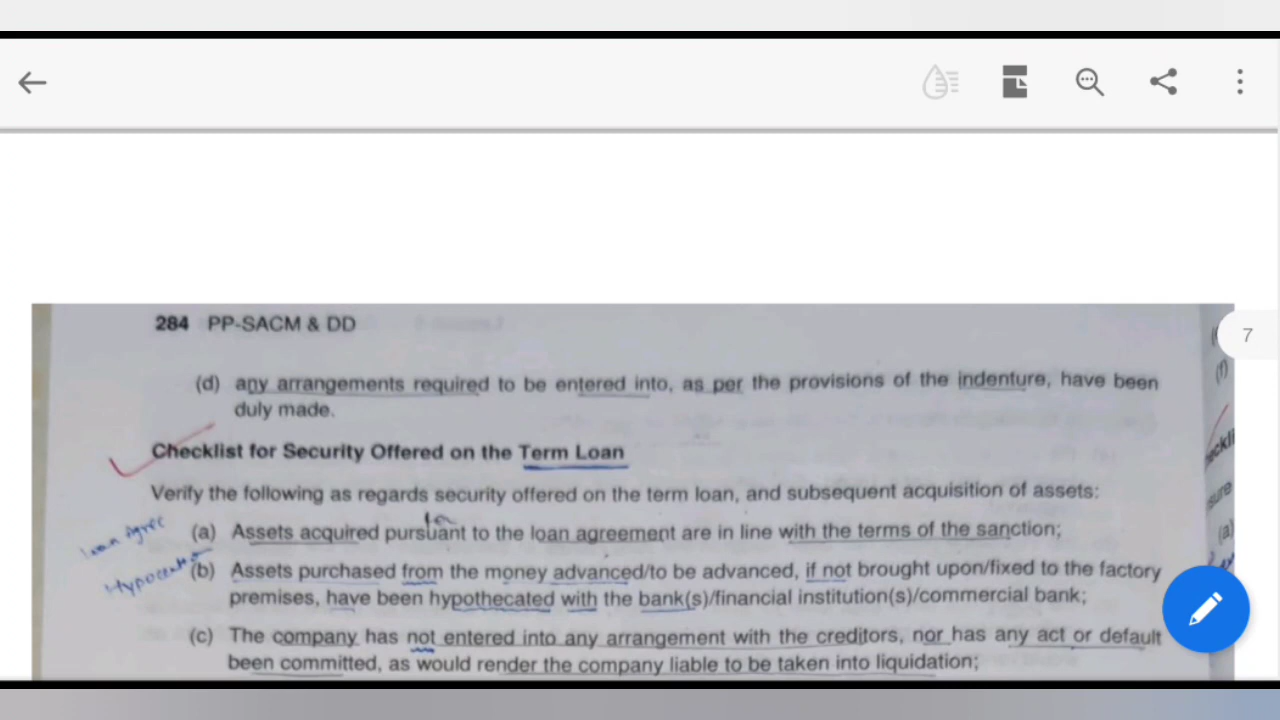 284 PP-SACM & DD
7
(d) any arrangements required to be entered into, as per the provisions of the indenture, have been
duly made.
Checklist for Security Offered on the Term Loan
Verify the following as regards security offered on the term loan, and subsequent acquisition of assets:
to
loan agree
(a) Assets acquired pursuant to the loan agreement are in line with the terms of the sanction;
(b) Assets purchased from the money advanced/to be advanced, if not brought upon/fixed to the factory
premises, have been hypothecated with the bank(s)/financial institution(s)/commercial bank;
(c) The company has not entered into any arrangement with the creditors, nor has any act or default
been committed, as would render the company liable to be taken into liquidation;
(f)
(a)